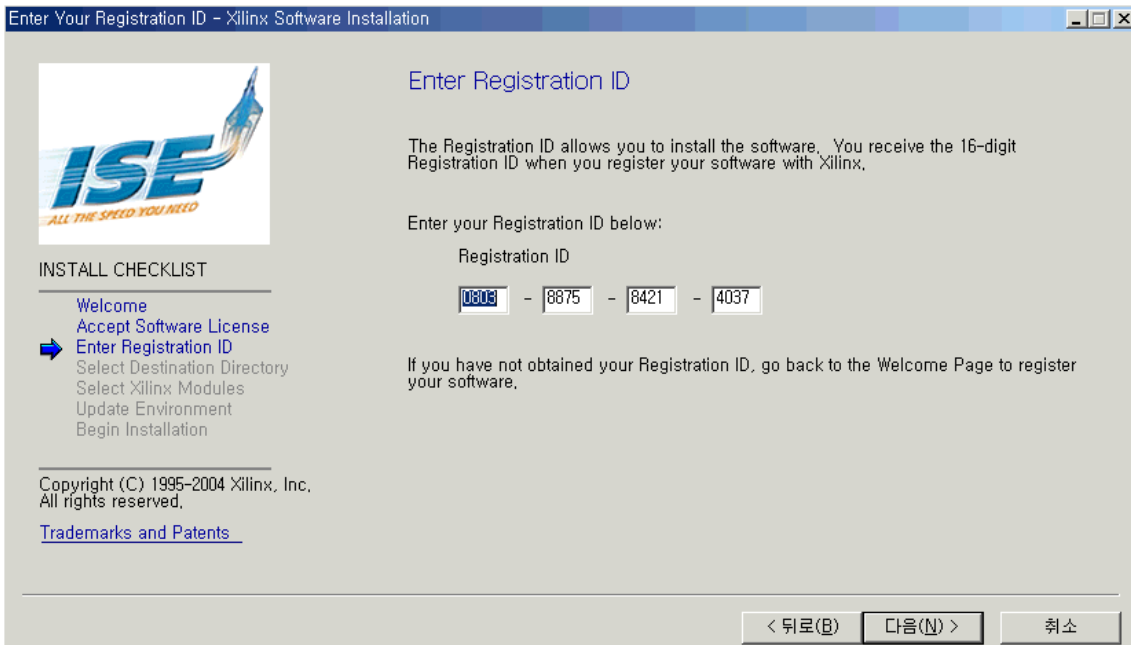 Enter Your Registration ID - Xilinx Software Installation
ISE
ALL THE SPEED YOU NEED
INSTALL CHECKLIST
Welcome
Accept Software License
Enter Registration ID
Select Destination Directory
Select Xilinx Modules
Update Environment
Begin Installation
Copyright (C) 1995-2004 Xilinx, Inc.
All rights reserved.
Trademarks and Patents
Enter Registration ID
The Registration ID allows you to install the software. You receive the 16-digit
Registration ID when you register your software with Xilinx.
Enter your Registration ID below:
Registration ID
0803 - 8875 - 8421 - 4037
If you have not obtained your Registration ID, go back to the Welcome Page to register
your software.
< 뒤로(B) 다음(N) > 취소